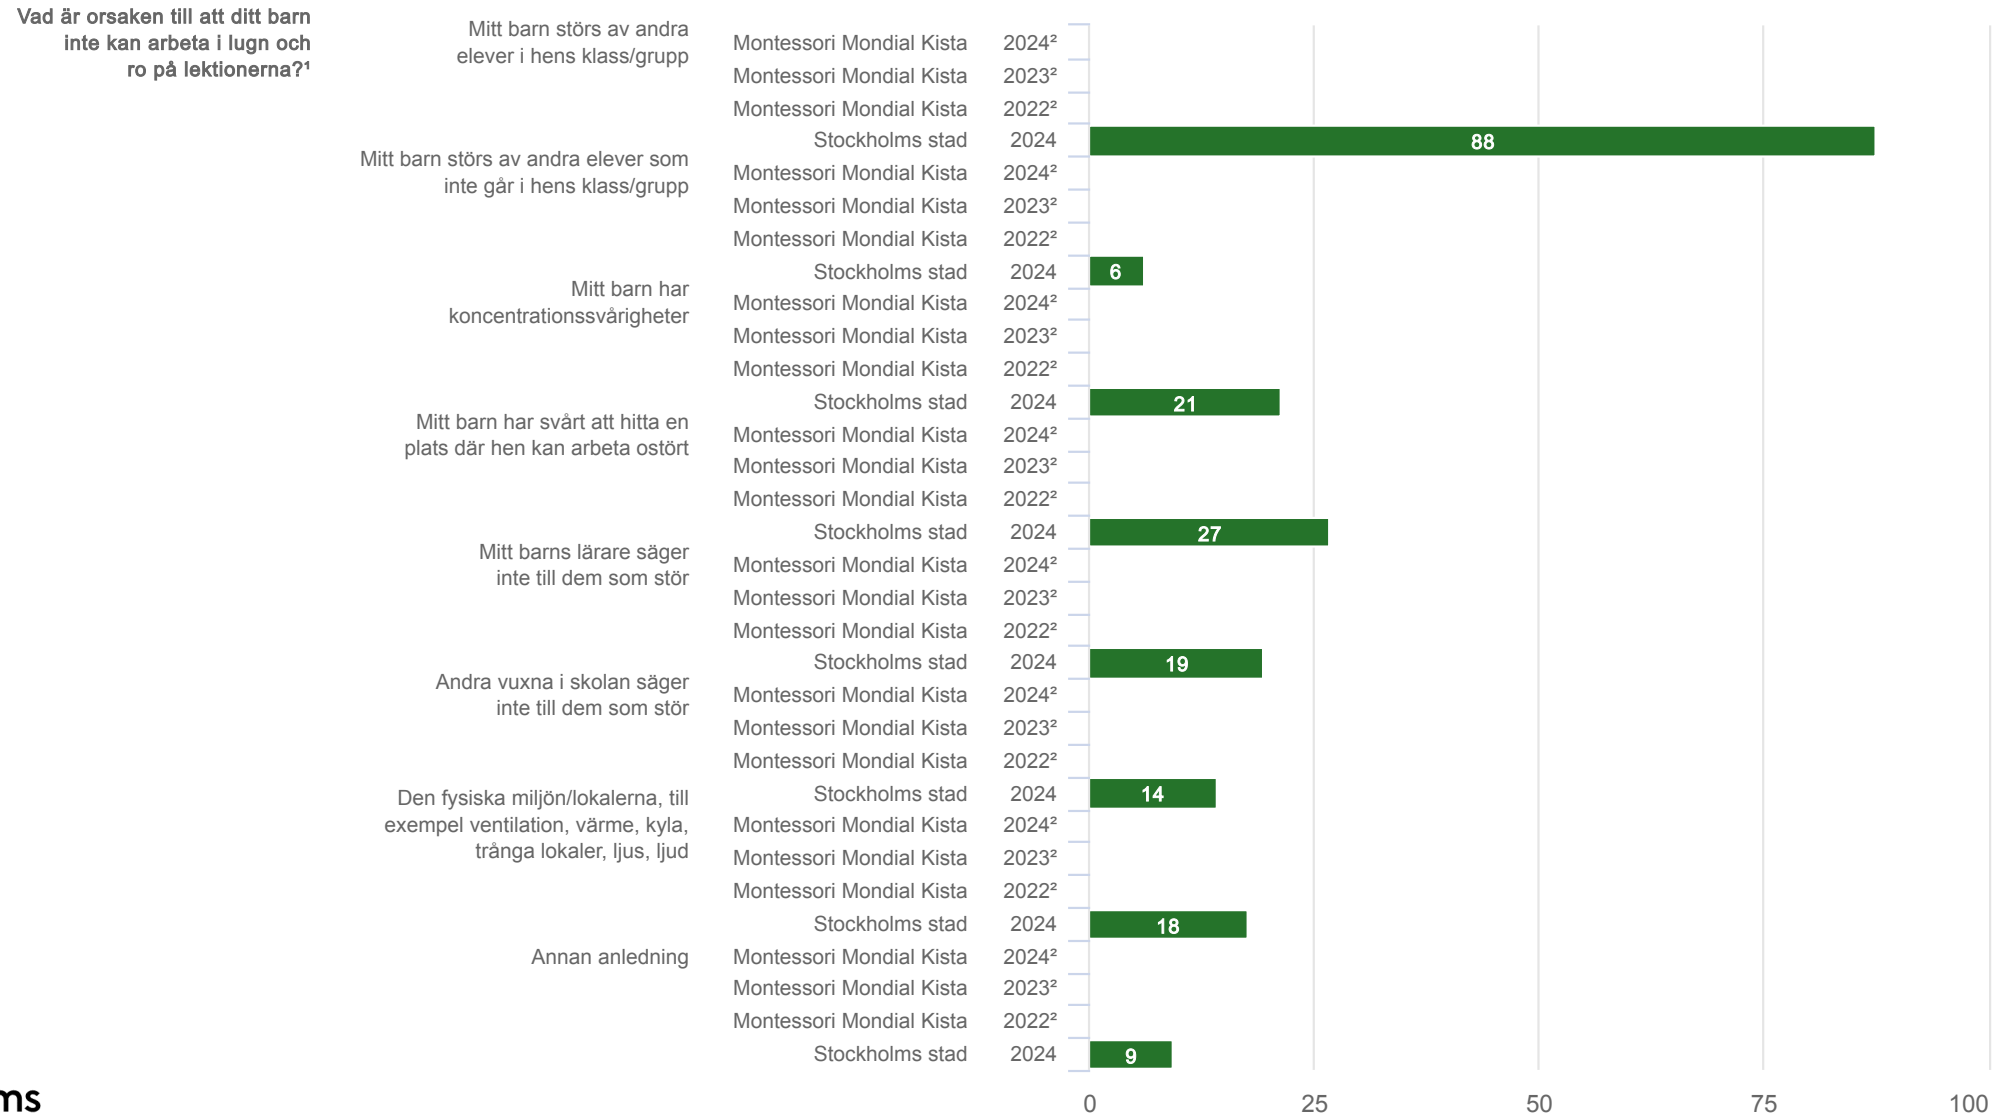 Vad är orsaken till att ditt barn
inte kan arbeta i lugn och
ro på lektionerna?¹
Mitt barn störs av andra
elever i hens klass/grupp
Montessori Mondial Kista 2024²
Montessori Mondial Kista 2023²
Montessori Mondial Kista 2022²
Stockholms stad 2024 88
Mitt barn störs av andra elever som
inte går i hens klass/grupp
Montessori Mondial Kista 2024²
Montessori Mondial Kista 2023²
Montessori Mondial Kista 2022²
Stockholms stad 2024 6
Mitt barn har
koncentrationssvårigheter
Montessori Mondial Kista 2024²
Montessori Mondial Kista 2023²
Montessori Mondial Kista 2022²
Stockholms stad 2024 21
Mitt barn har svårt att hitta en
plats där hen kan arbeta ostört
Montessori Mondial Kista 2024²
Montessori Mondial Kista 2023²
Montessori Mondial Kista 2022²
Stockholms stad 2024 27
Mitt barns lärare säger
inte till dem som stör
Montessori Mondial Kista 2024²
Montessori Mondial Kista 2023²
Montessori Mondial Kista 2022²
Stockholms stad 2024 19
Andra vuxna i skolan säger
inte till dem som stör
Montessori Mondial Kista 2024²
Montessori Mondial Kista 2023²
Montessori Mondial Kista 2022²
Stockholms stad 2024 14
Den fysiska miljön/lokalerna, till
exempel ventilation, värme, kyla,
trånga lokaler, ljus, ljud
Montessori Mondial Kista 2024²
Montessori Mondial Kista 2023²
Montessori Mondial Kista 2022²
Stockholms stad 2024 18
Annan anledning
Montessori Mondial Kista 2024²
Montessori Mondial Kista 2023²
Montessori Mondial Kista 2022²
Stockholms stad 2024 9
0 25 50 75 100